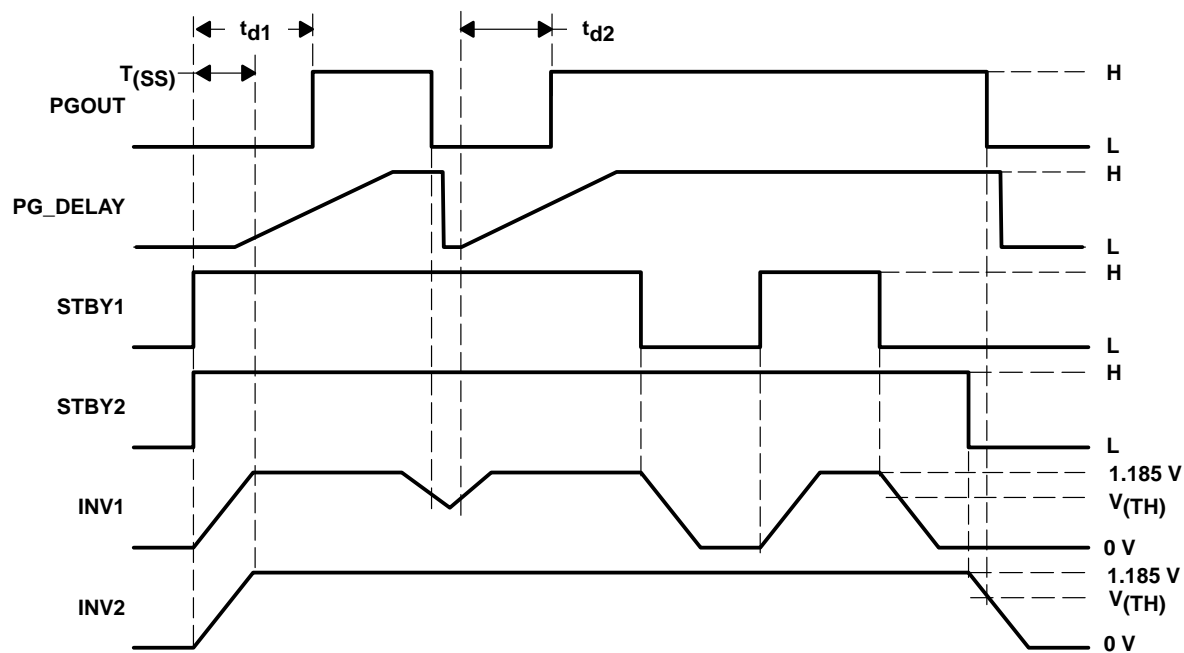 td1
td2
T(SS)
H
PGOUT
L
H
PG_DELAY
L
H
STBY1
L
H
STBY2
L
1.185 V
INV1
V(TH)
0 V
1.185 V
INV2
V(TH)
0 V